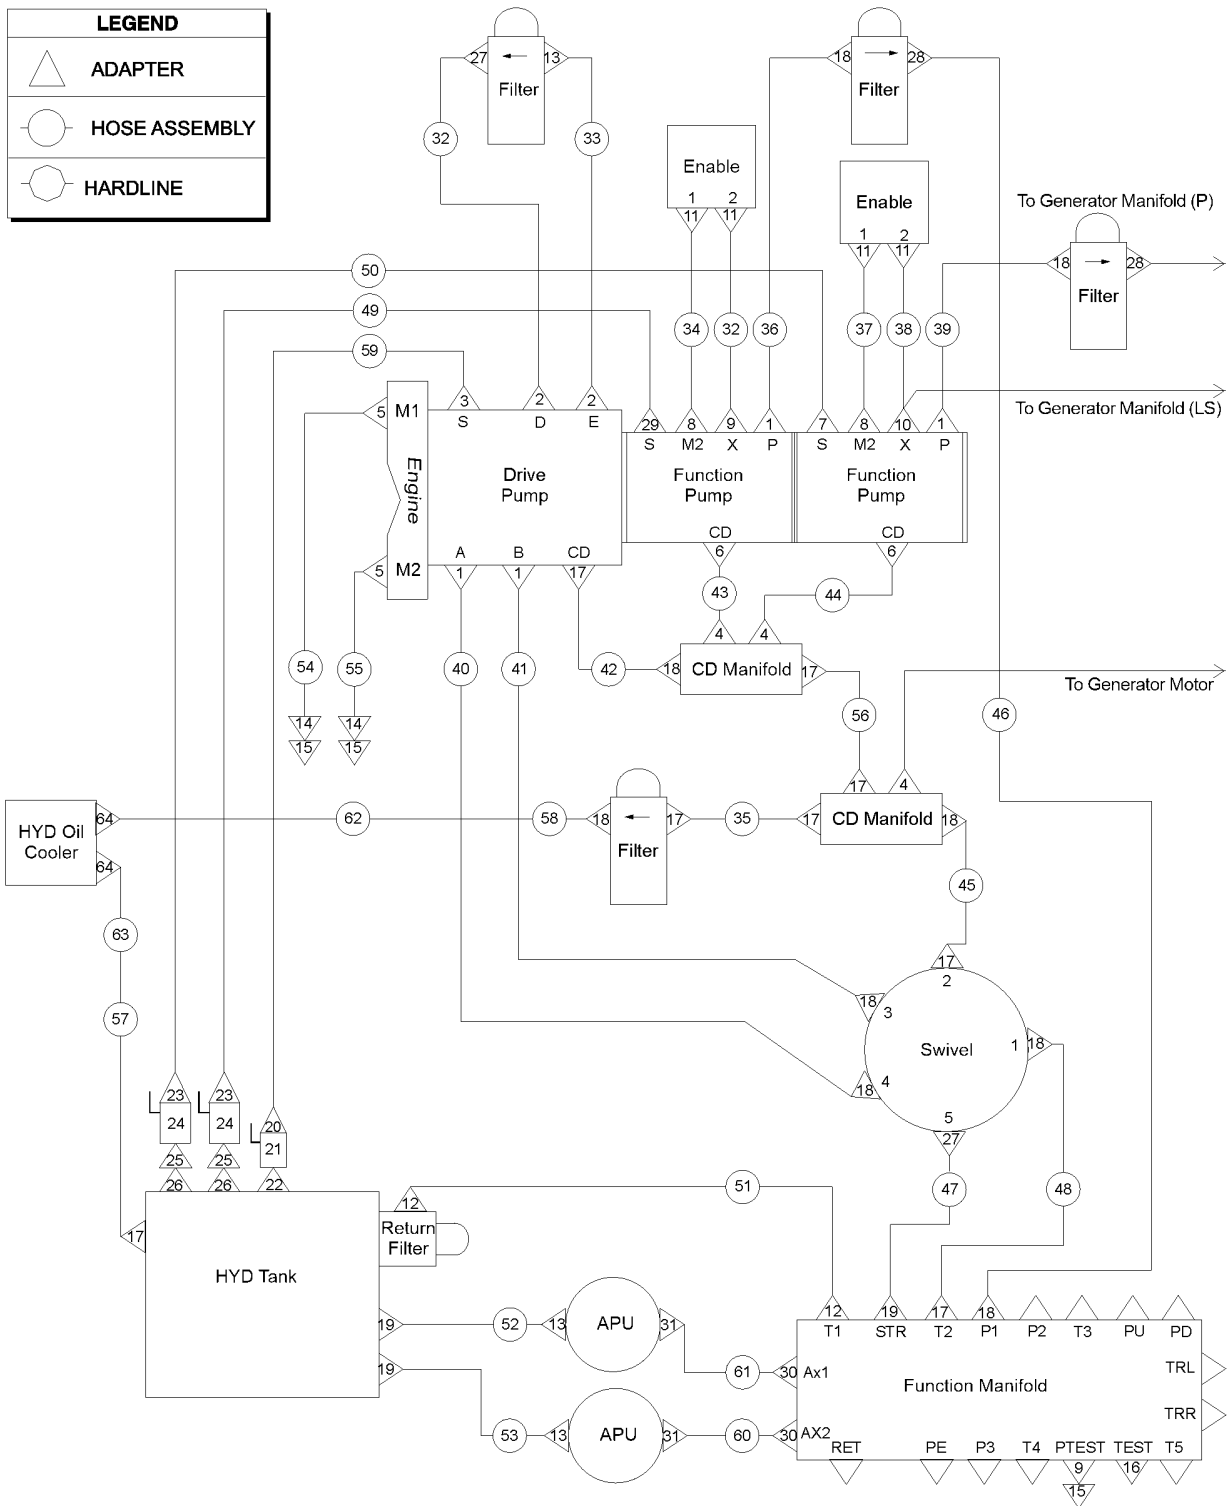 LEGEND
ADAPTER
HOSE ASSEMBLY
HARDLINE
27 13
Filter
32 33
18 28
Filter
Enable
1 2
11 11
Enable
1 2
11 11
To Generator Manifold (P)
18 28
Filter
50
49
59
34 32 36 37 38 39
To Generator Manifold (LS)
5 M1
3 2 2
S D E
29 8 9 1 7 8 10 1
S M2 X P S M2 X P
Engine
Drive
Pump
Function
Pump
Function
Pump
CD
6
CD
6
5 M2
A B CD
1 1 17
43
44
4 4
54 55 40 41 42
18 CD Manifold 17
To Generator Motor
56
46
14 14
15 15
17 4
HYD Oil
Cooler
64
64
62 58
18 17
Filter
35
17 CD Manifold 18
45
63
57
17
2
18
3
Swivel
1 18
18
4
5
27
47 48
23 23
24 24
20
21
25 25
26 26 22
17
HYD Tank
12
Return
Filter
51
19 52 13 APU 31
61
19 53 13 APU 31
60
12 19 17 18
T1 STR T2 P1 P2 T3 PU PD
30 Ax1
TRL
Function Manifold
TRR
30 AX2
RET PE P3 T4 PTEST TEST T5
9 16
15